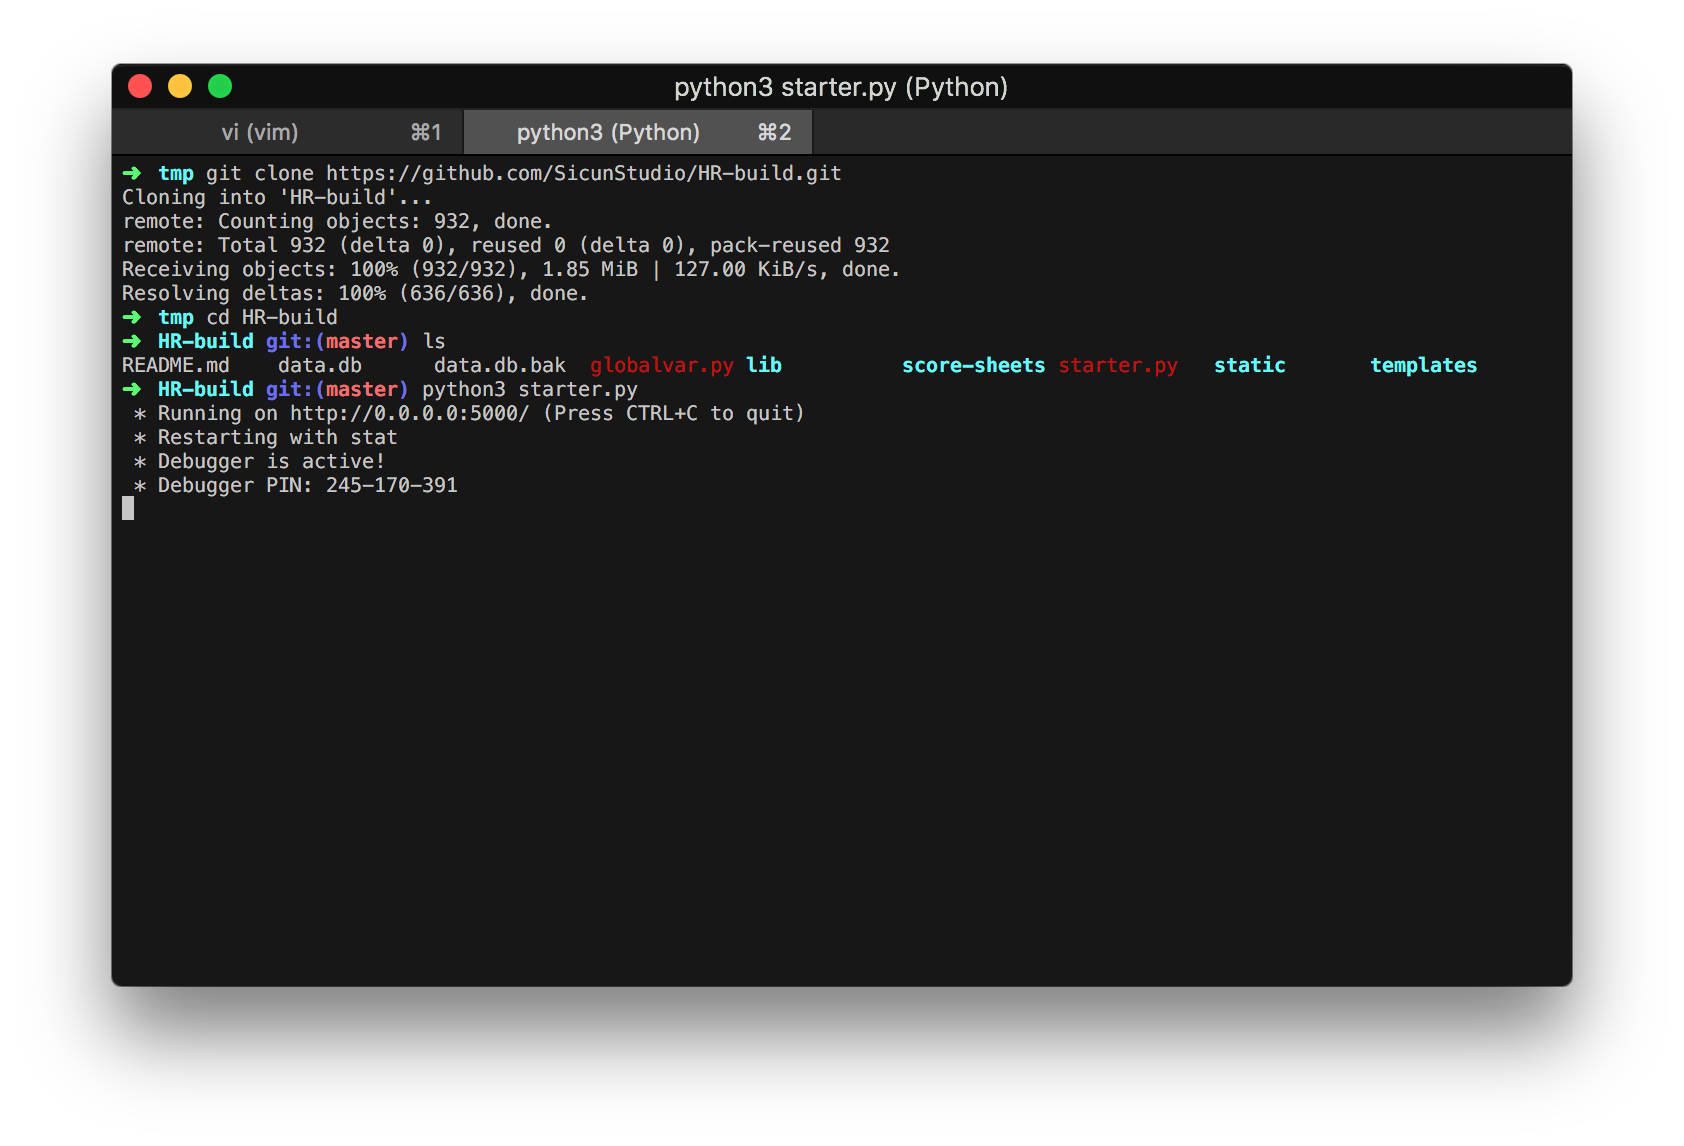 python3 starter.py (Python)
vi (vim) ⌘1 python3 (Python) ⌘2
➜ tmp git clone https://github.com/SicunStudio/HR-build.git
Cloning into 'HR-build'...
remote: Counting objects: 932, done.
remote: Total 932 (delta 0), reused 0 (delta 0), pack-reused 932
Receiving objects: 100% (932/932), 1.85 MiB | 127.00 KiB/s, done.
Resolving deltas: 100% (636/636), done.
➜ tmp cd HR-build
➜ HR-build git:(master) ls
README.md data.db data.db.bak globalvar.py lib score-sheets starter.py static templates
➜ HR-build git:(master) python3 starter.py
* Running on http://0.0.0.0:5000/ (Press CTRL+C to quit)
* Restarting with stat
* Debugger is active!
* Debugger PIN: 245-170-391